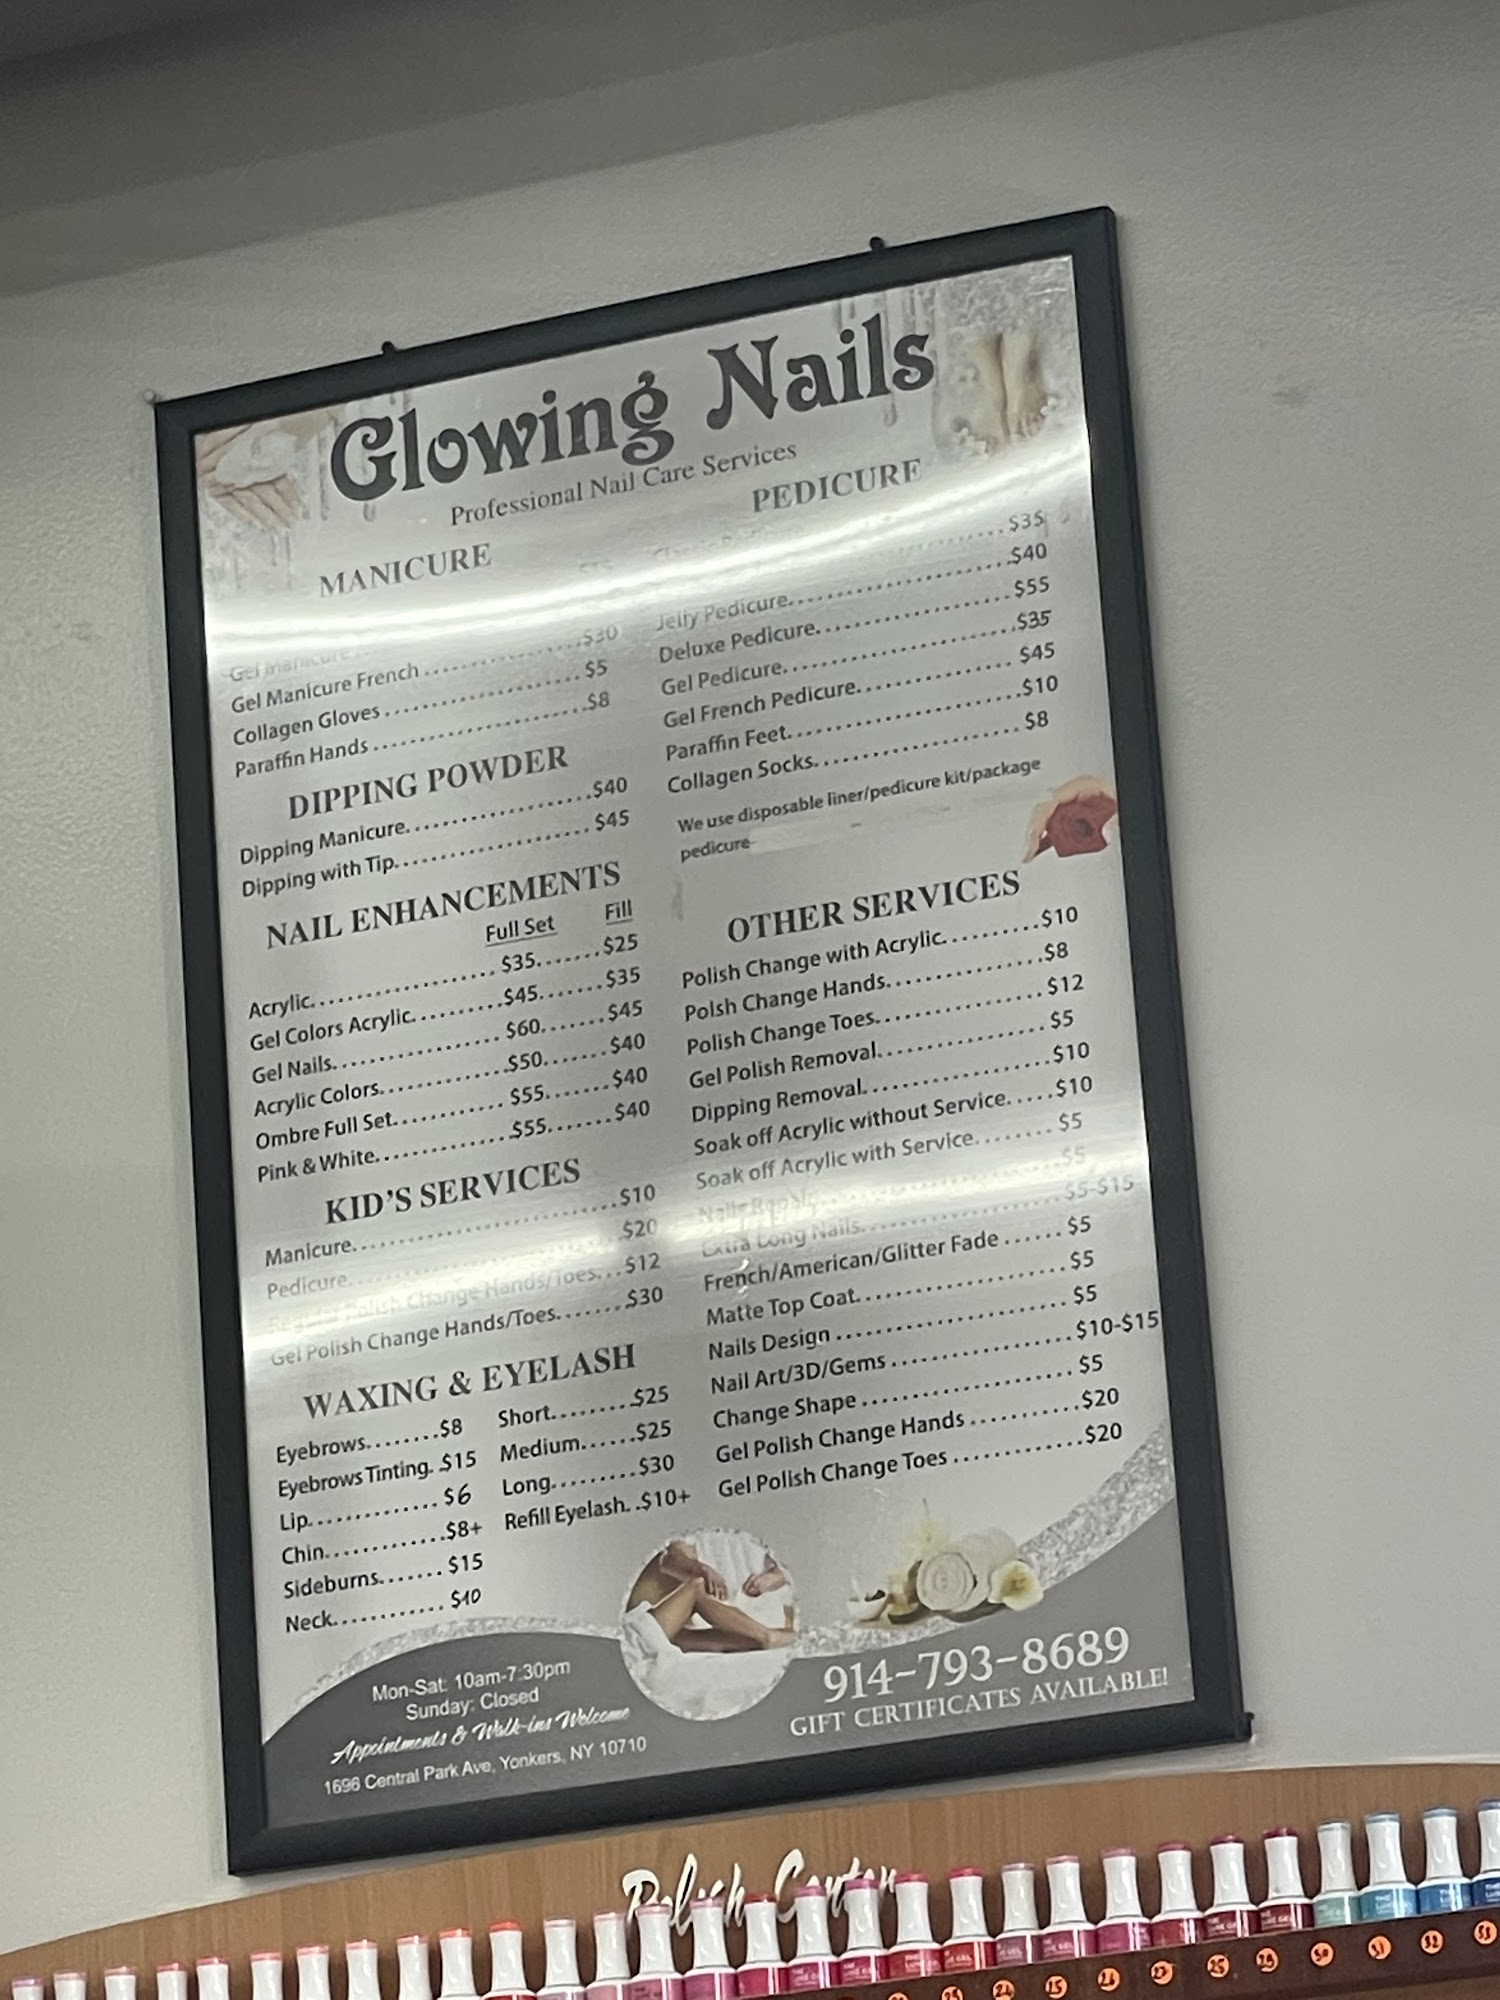 Glowing Nails
Professional Nail Care Services
MANICURE
Gel Manicure
Gel Manicure French ..................$30
Collagen Gloves ..................$5
Paraffin Hands ..................$8
DIPPING POWDER
Dipping Manicure..................$40
Dipping with Tip..................$45
NAIL ENHANCEMENTS
Full Set Fill
Acrylic..................$35.......$25
Gel Colors Acrylic..........$45.......$35
Gel Nails..................$60.......$45
Acrylic Colors.............$50.......$40
Ombre Full Set...........$55.......$40
Pink & White..............$55.......$40
KID'S SERVICES
Manicure..................$10
Pedicure..................$20
Regular Polish Change Hands/Toes...$12
Gel Polish Change Hands/Toes.......$30
WAXING & EYELASH
Eyebrows........$8
Eyebrows Tinting..$15
Lip.............$6
Chin.............$8+
Sideburns.......$15
Neck............$10
Short.........$25
Medium......$25
Long.........$30
Refill Eyelash..$10+
PEDICURE
..................$35
Jelly Pedicure..................$40
Deluxe Pedicure..................$55
Gel Pedicure..................$35
Gel French Pedicure..................$45
Paraffin Feet..................$10
Collagen Socks..................$8
We use disposable liner/pedicure kit/package
pedicure
OTHER SERVICES
Polish Change with Acrylic..........$10
Polsh Change Hands...............$8
Polish Change Toes................$12
Gel Polish Removal................$5
Dipping Removal..................$10
Soak off Acrylic without Service.....$10
Soak off Acrylic with Service........$5
Nails Repair..................$5
Extra Long Nails..................$5-$15
French/American/Glitter Fade ......$5
Matte Top Coat..................$5
Nails Design ..................$5
Nail Art/3D/Gems ................$10-$15
Change Shape ..................$5
Gel Polish Change Hands ..........$20
Gel Polish Change Toes ............$20
Mon-Sat: 10am-7:30pm
Sunday: Closed
Appointments & Walk-ins Welcome
1696 Central Park Ave, Yonkers, NY 10710
914-793-8689
GIFT CERTIFICATES AVAILABLE!
Polish Center